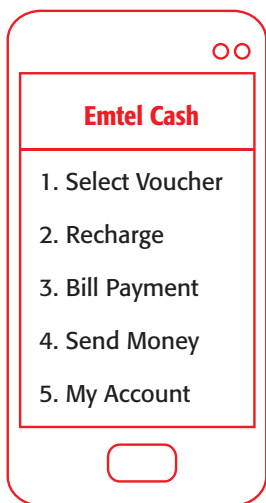 Emtel Cash
1. Select Voucher
2. Recharge
3. Bill Payment
4. Send Money
5. My Account